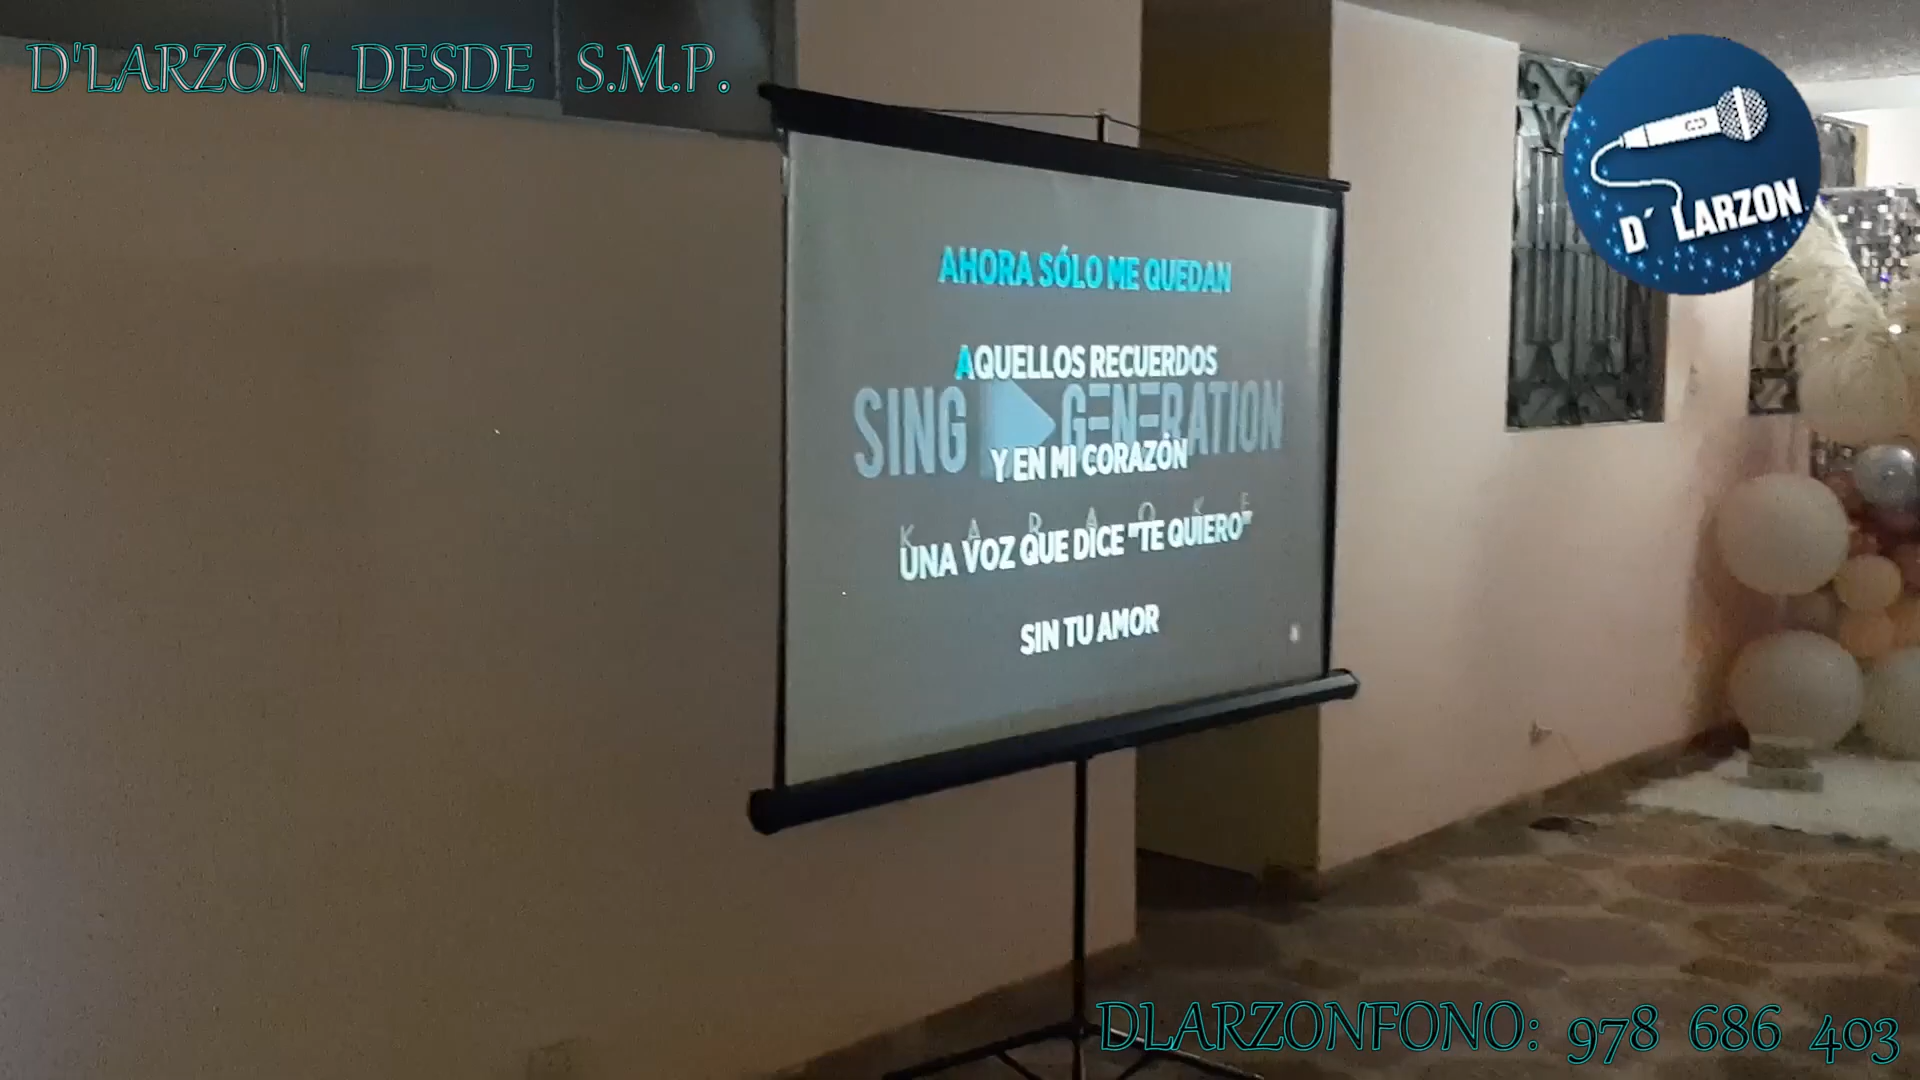 D'LARZON DESDE S.M.P.
D´ LARZON
AHORA SÓLO ME QUEDAN
AQUELLOS RECUERDOS
SING GENERATION
Y EN MI CORAZÓN
KARAOKE
UNA VOZ QUE DICE "TE QUIERO"
SIN TU AMOR
DLARZONFONO: 978 686 403